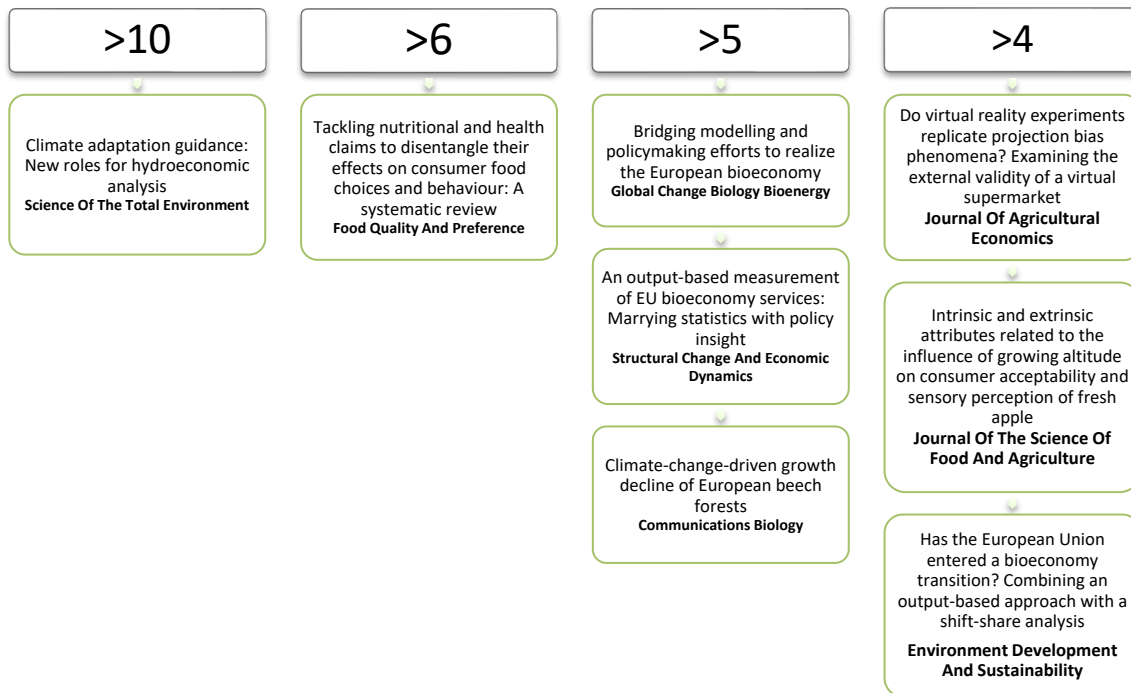 >10
Climate adaptation guidance:
New roles for hydroeconomic
analysis
Science Of The Total Environment
>6
Tackling nutritional and health
claims to disentangle their
effects on consumer food
choices and behaviour: A
systematic review
Food Quality And Preference
>5
Bridging modelling and
policymaking efforts to realize
the European bioeconomy
Global Change Biology Bioenergy
An output-based measurement
of EU bioeconomy services:
Marrying statistics with policy
insight
Structural Change And Economic
Dynamics
Climate-change-driven growth
decline of European beech
forests
Communications Biology
>4
Do virtual reality experiments
replicate projection bias
phenomena? Examining the
external validity of a virtual
supermarket
Journal Of Agricultural
Economics
Intrinsic and extrinsic
attributes related to the
influence of growing altitude
on consumer acceptability and
sensory perception of fresh
apple
Journal Of The Science Of
Food And Agriculture
Has the European Union
entered a bioeconomy
transition? Combining an
output-based approach with a
shift-share analysis
Environment Development
And Sustainability